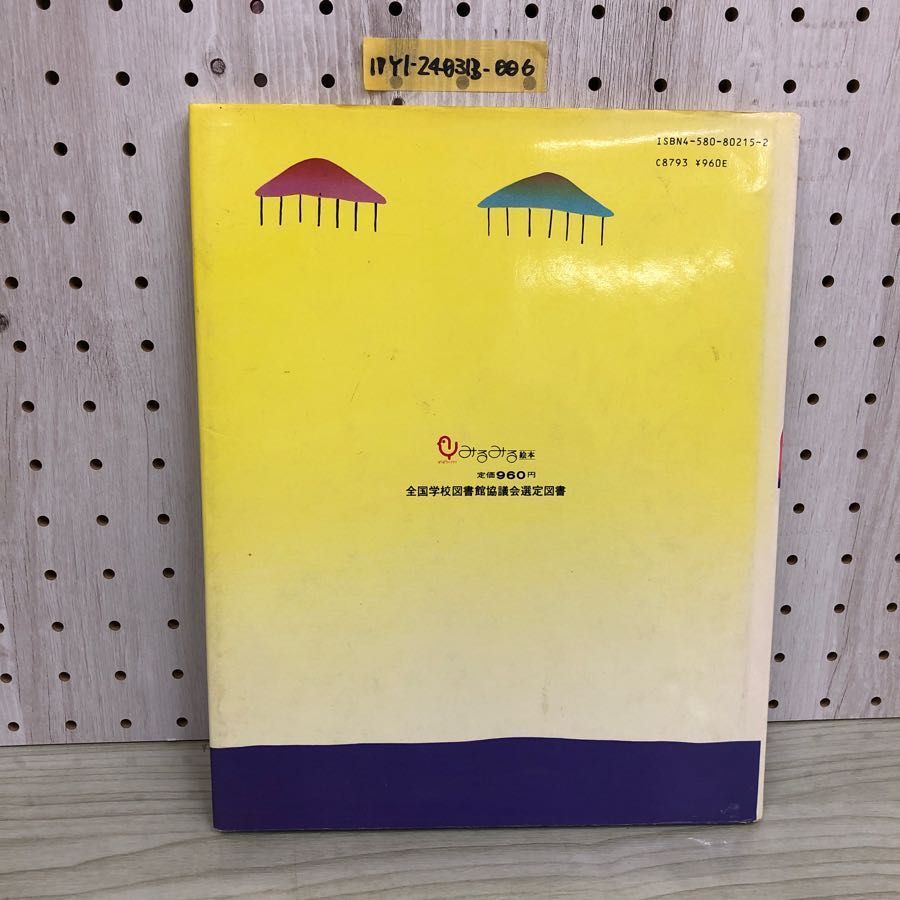 1PY1-240313-006
ISBN4-580-80215-2
C8793 ¥960E
みるみる絵本
定価960円
全国学校図書館協議会選定図書